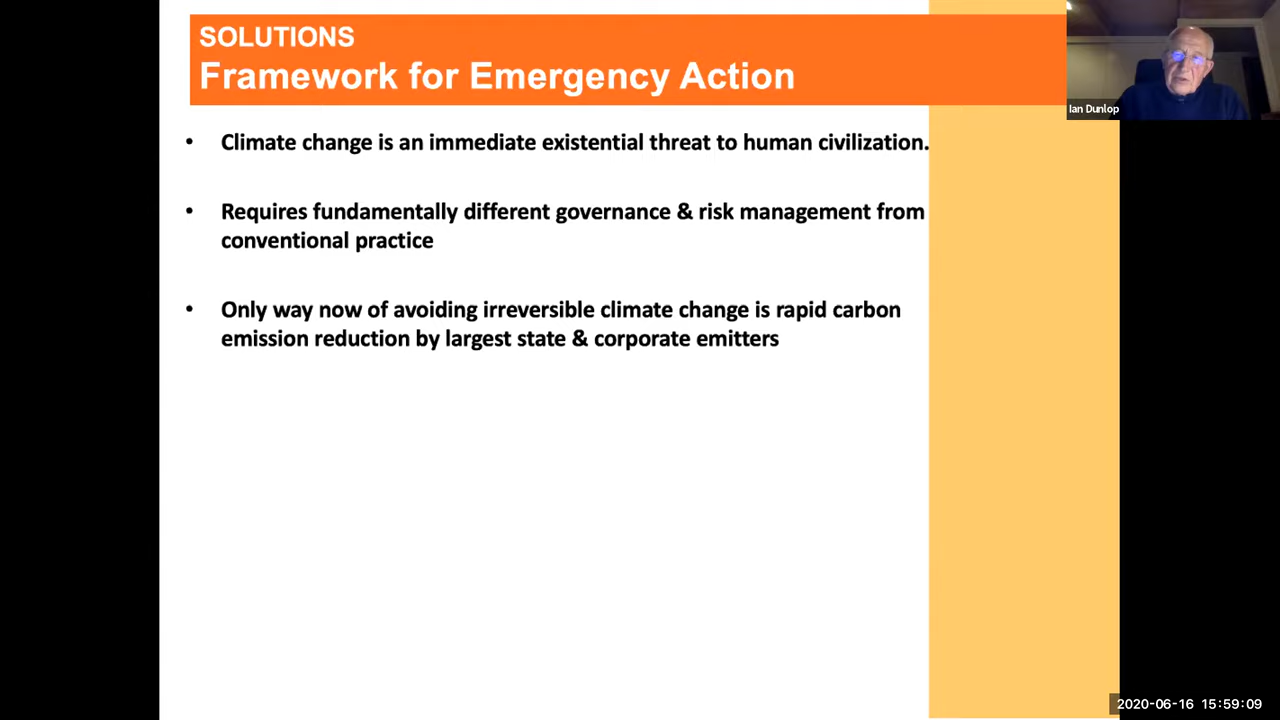 SOLUTIONS
Framework for Emergency Action
• Climate change is an immediate existential threat to human civilization.
• Requires fundamentally different governance & risk management from
conventional practice
• Only way now of avoiding irreversible climate change is rapid carbon
emission reduction by largest state & corporate emitters
Ian Dunlop
2020-06-16 15:59:09